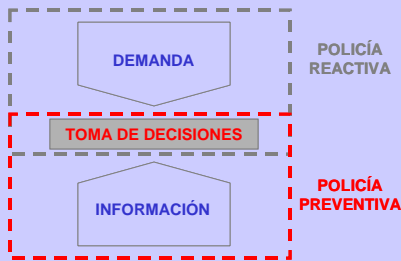 DEMANDA
POLICÍA
REACTIVA
TOMA DE DECISIONES
INFORMACIÓN
POLICÍA
PREVENTIVA